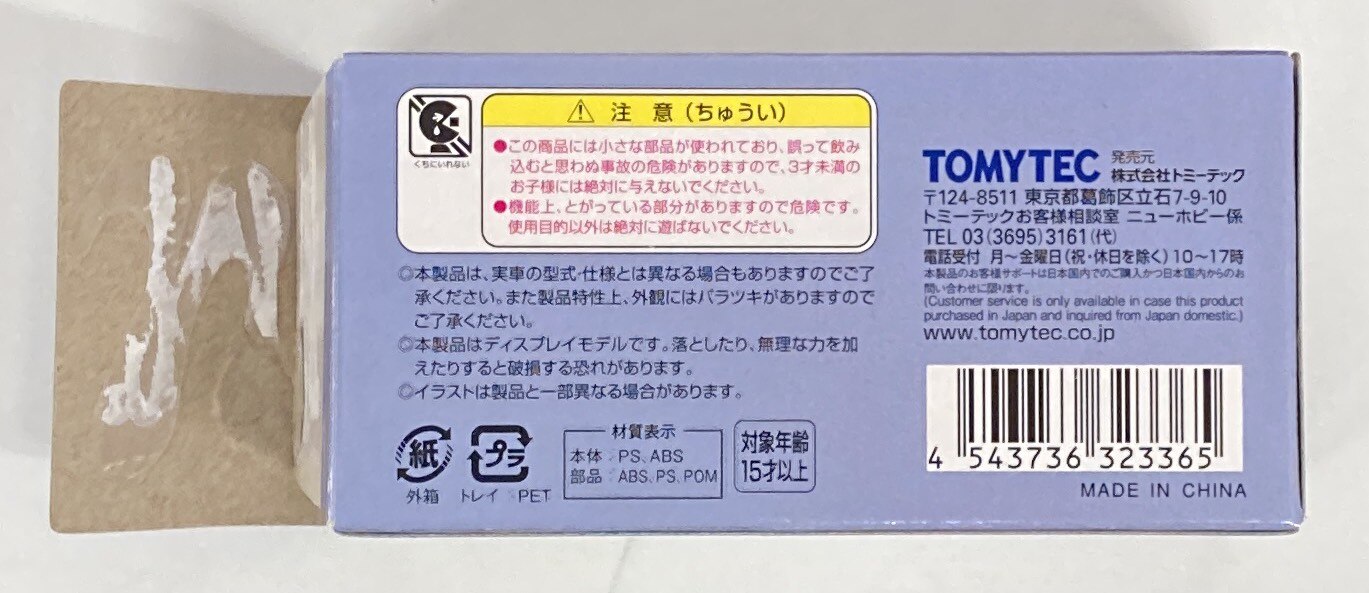 くちにいれない
注 意 (ちゅうい)
●この商品には小さな部品が使われており、誤って飲み
込むと思わぬ事故の危険がありますので、3才未満の
お子様には絶対に与えないでください。
●機能上、とがっている部分がありますので危険です。
使用目的以外は絶対に遊ばないでください。
◎本製品は、実車の型式・仕様とは異なる場合もありますのでご了
承ください。また製品特性上、外観にはバラツキがありますので
ご了承ください。
◎本製品はディスプレイモデルです。落としたり、無理な力を加
えたりすると破損する恐れがあります。
◎イラストは製品と一部異なる場合があります。
紙
外箱
プラ
トレイ:PET
材質表示
本体:PS、ABS
部品:ABS、PS、POM
対象年齢
15才以上
TOMYTEC 発売元
株式会社トミーテック
〒124-8511 東京都葛飾区立石7-9-10
トミーテックお客様相談室 ニューホビー係
TEL 03(3695)3161(代)
電話受付 月〜金曜日(祝・休日を除く)10〜17時
本製品のお客様サポートは日本国内でのご購入かつ日本国内からのお
問い合わせに限ります。
(Customer service is only available in case this product
purchased in Japan and inquired from Japan domestic.)
www.tomytec.co.jp
4 543736 323365
MADE IN CHINA